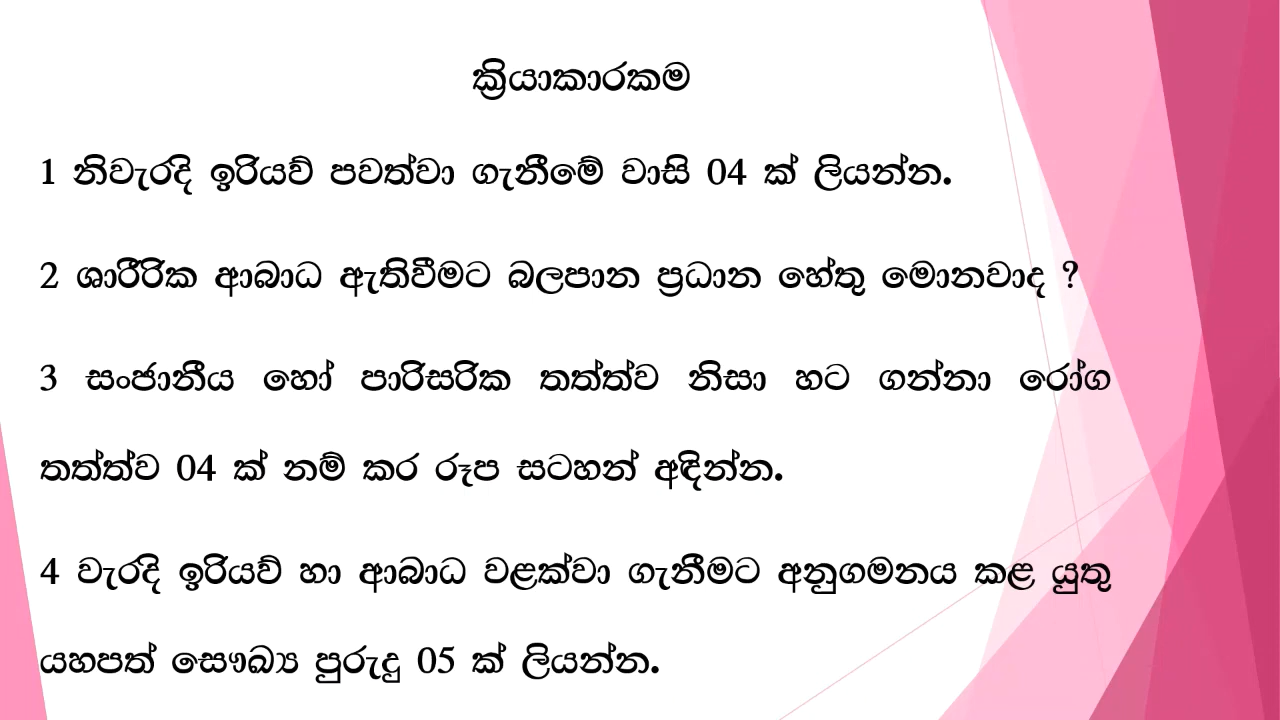 ක්‍රියාකාරකම
1 නිවැරදි ඉරියව් පවත්වා ගැනීමේ වාසි 04 ක් ලියන්න.
2 ශාරීරික ආබාධ ඇතිවීමට බලපාන ප්‍රධාන හේතු මොනවාද ?
3 සංජානීය හෝ පාරිසරික තත්ත්ව නිසා හට ගන්නා රෝග
තත්ත්ව 04 ක් නම් කර රූප සටහන් අඳින්න.
4 වැරදි ඉරියව් හා ආබාධ වළක්වා ගැනීමට අනුගමනය කළ යුතු
යහපත් සෞඛ්‍ය පුරුදු 05 ක් ලියන්න.